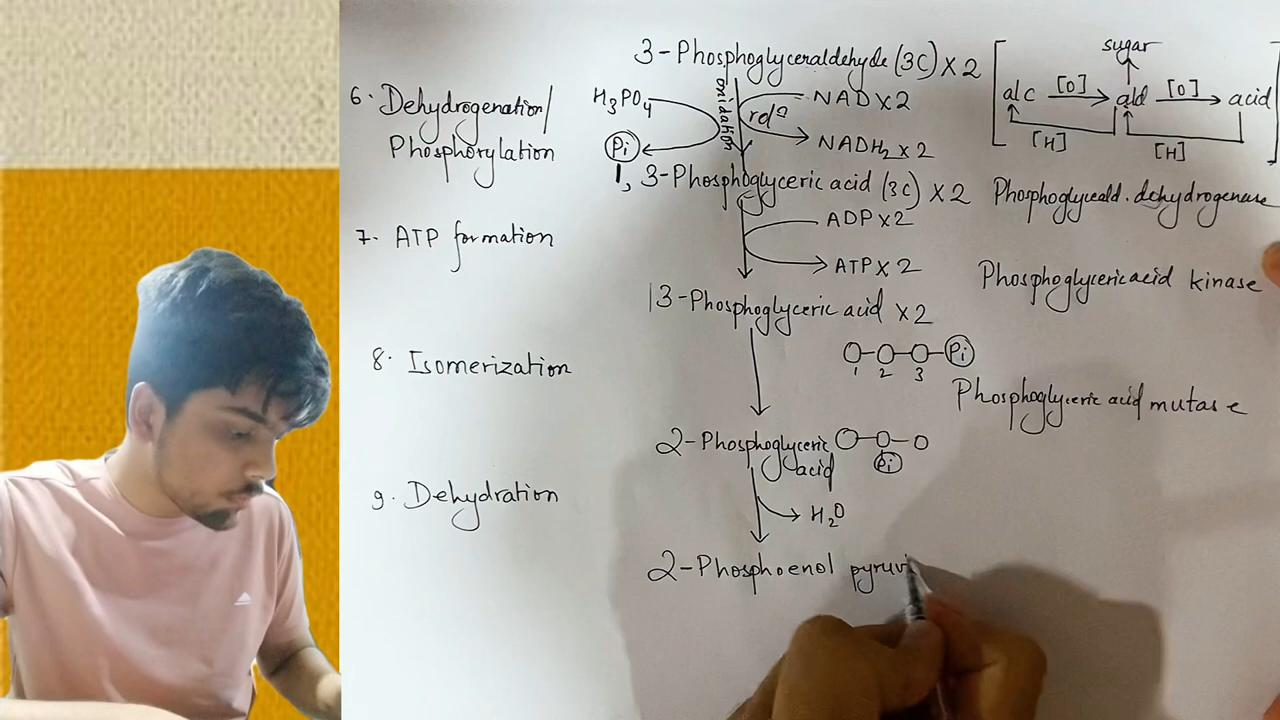 3-Phosphoglyceraldehyde (3C) X 2
sugar
alc [O] ald [O] acid
[H] [H]
6. Dehydrogenation/
Phosphorylation
H3PO4
Pi
oxidation
redⁿ
NAD X 2
NADH2 X 2
1, 3-Phosphoglyceric acid (3C) X 2
Phosphoglyceald. dehydrogenase
7. ATP formation
ADP X 2
ATP X 2
Phosphoglyceric acid kinase
3-Phosphoglyceric acid X 2
Pi
1 2 3
8. Isomerization
Phosphoglyceric acid mutase
2-Phosphoglyceric
acid
Pi
9. Dehydration
H2O
2-Phosphoenol pyruvi